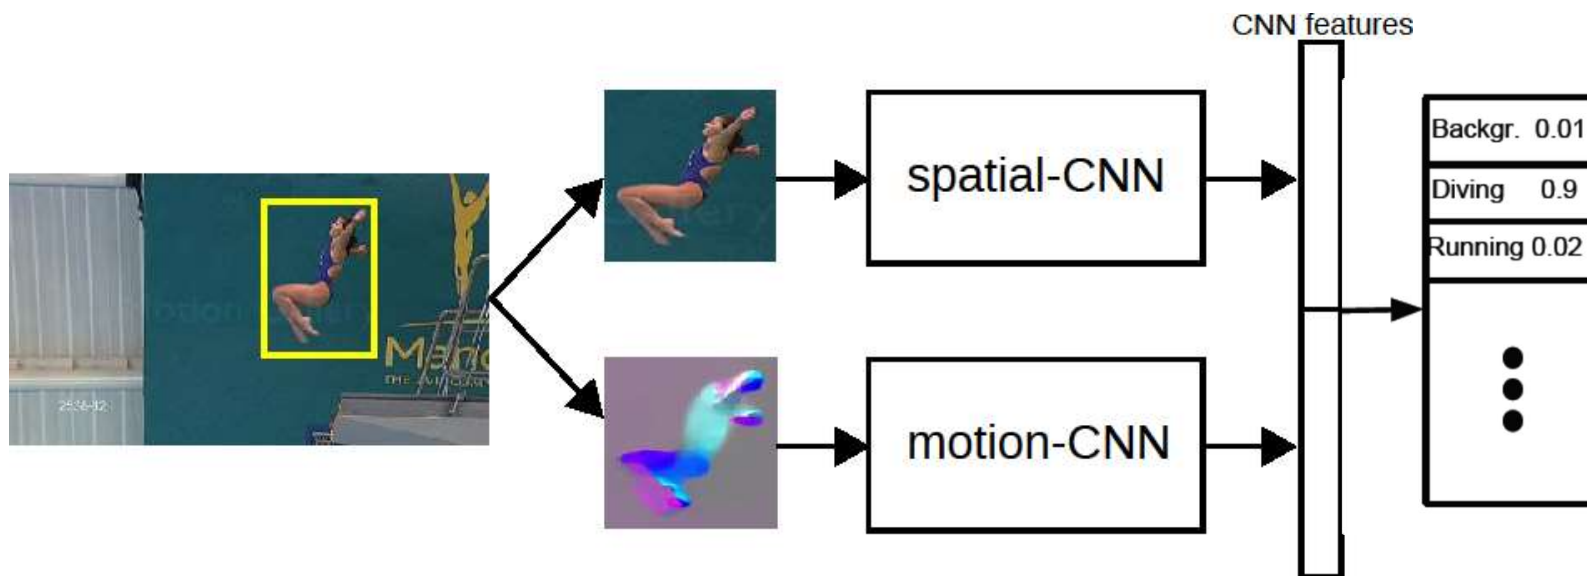 CNN features
spatial-CNN
motion-CNN
Backgr. 0.01
Diving 0.9
Running 0.02